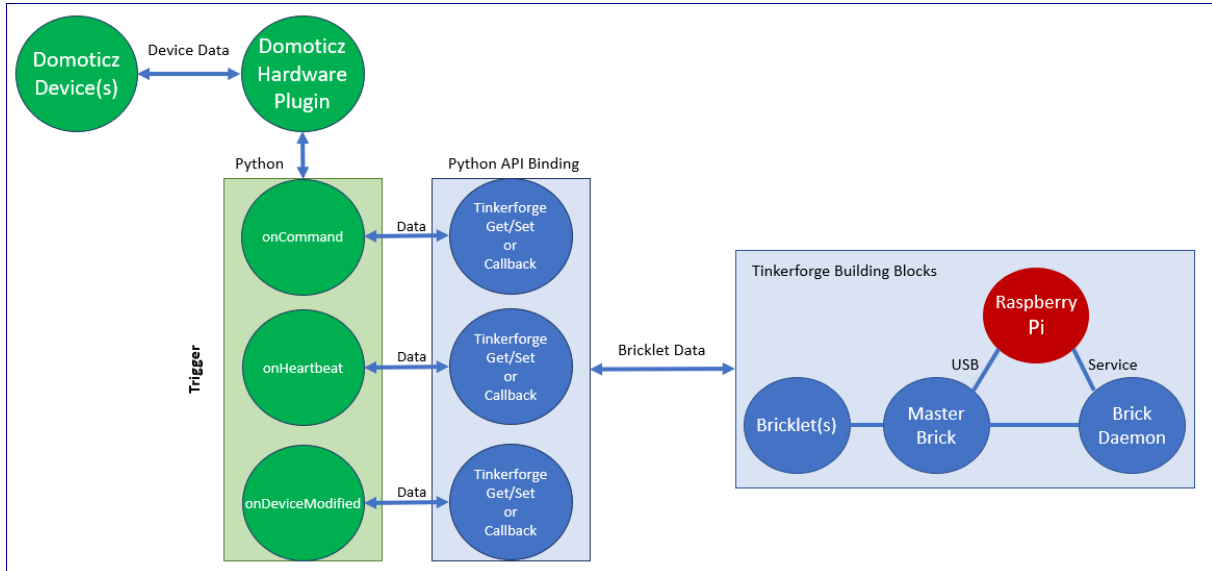 Domoticz
Device(s)
Device Data
Domoticz
Hardware
Plugin
Python
Python API Binding
Trigger
onCommand
Data
Tinkerforge
Get/Set
or
Callback
onHeartbeat
Data
Tinkerforge
Get/Set
or
Callback
onDeviceModified
Data
Tinkerforge
Get/Set
or
Callback
Bricklet Data
Tinkerforge Building Blocks
Raspberry
Pi
USB
Service
Bricklet(s)
Master
Brick
Brick
Daemon